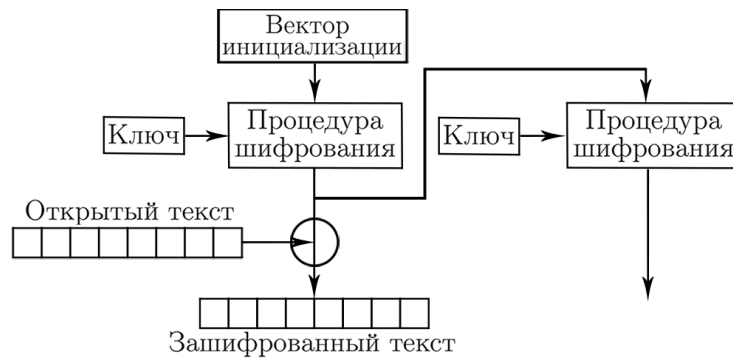 Вектор
инициализации
Ключ
Процедура
шифрования
Ключ
Процедура
шифрования
Открытый текст
Зашифрованный текст